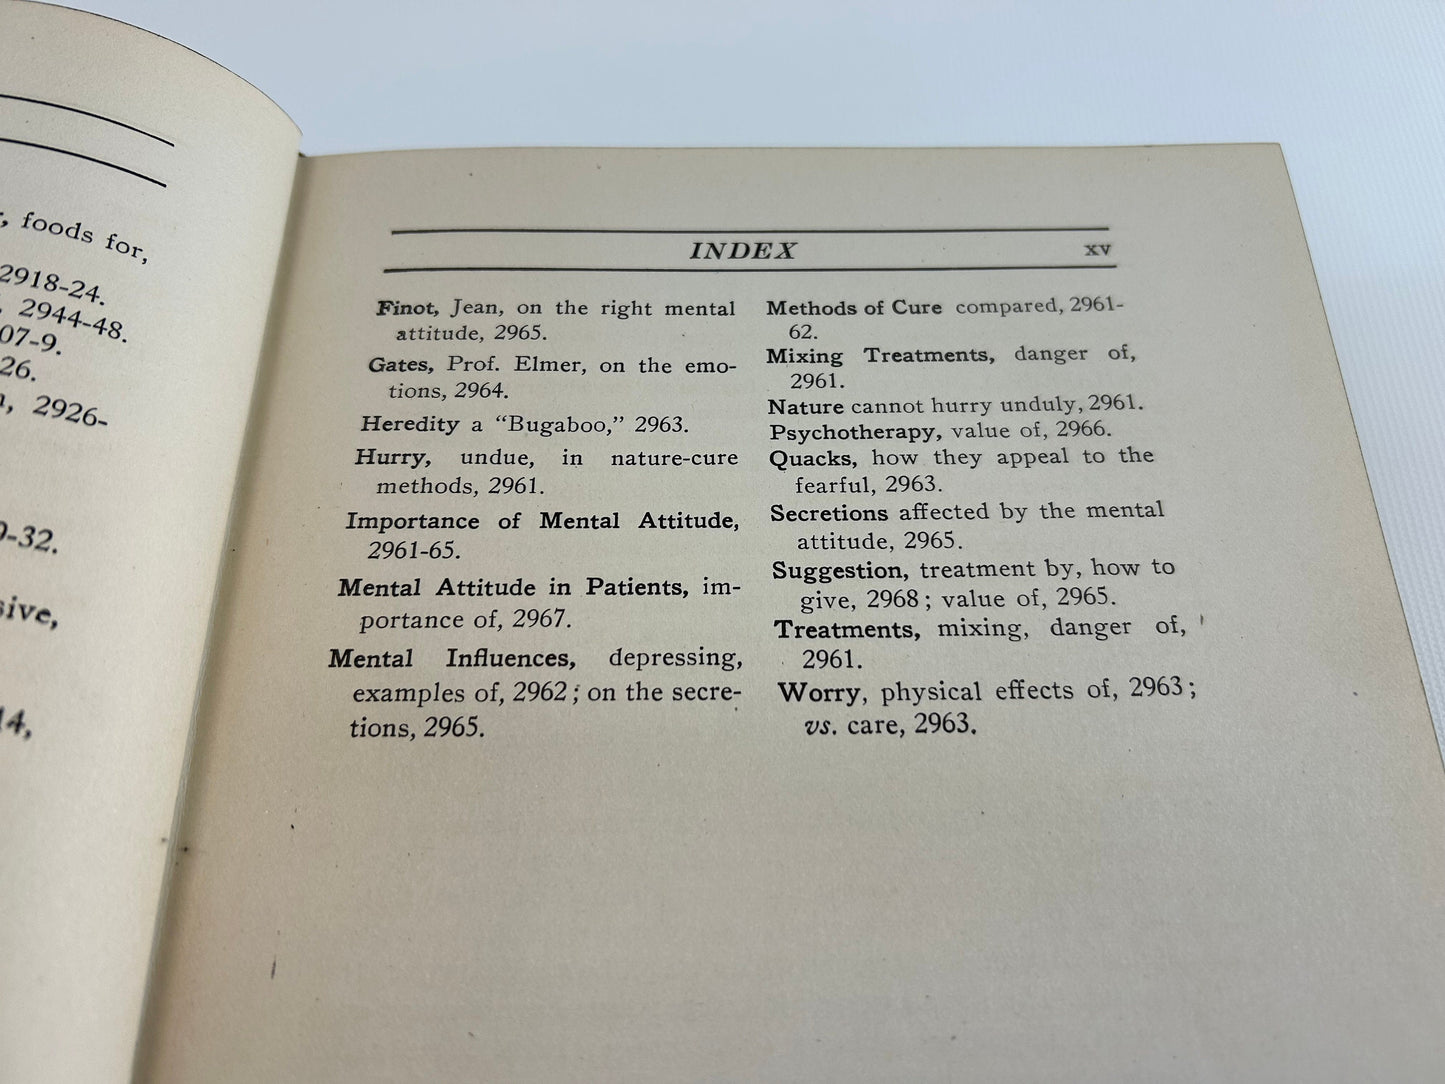 foods for,
2918-24.
2944-48.
07-9.
26.
2926-
-32.
sive,
14,
INDEX xv
Finot, Jean, on the right mental
attitude, 2965.
Gates, Prof. Elmer, on the emo-
tions, 2964.
Heredity a “Bugaboo,” 2963.
Hurry, undue, in nature-cure
methods, 2961.
Importance of Mental Attitude,
2961-65.
Mental Attitude in Patients, im-
portance of, 2967.
Mental Influences, depressing,
examples of, 2962; on the secre-
tions, 2965.
Methods of Cure compared, 2961-
62.
Mixing Treatments, danger of,
2961.
Nature cannot hurry unduly, 2961.
Psychotherapy, value of, 2966.
Quacks, how they appeal to the
fearful, 2963.
Secretions affected by the mental
attitude, 2965.
Suggestion, treatment by, how to
give, 2968; value of, 2965.
Treatments, mixing, danger of,
2961.
Worry, physical effects of, 2963;
vs. care, 2963.